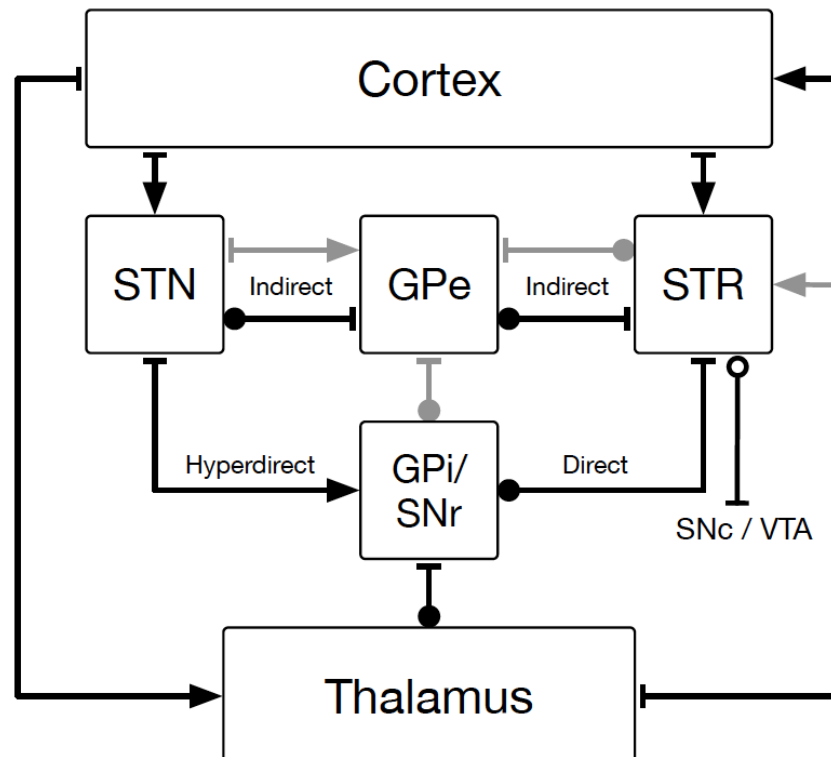 Cortex
STN
Indirect
GPe
Indirect
STR
Hyperdirect
GPi/
SNr
Direct
SNc / VTA
Thalamus